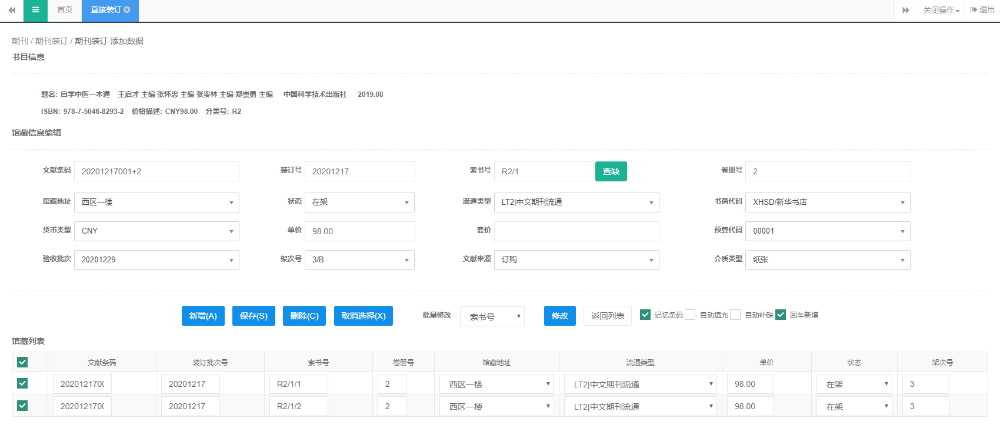 首页 直接装订 关闭操作 退出
期刊 / 期刊装订 / 期刊装订-添加数据
书目信息
题名: 自学中医一本通 王启才 主编 张怀忠 主编 张贵林 主编 郑崇勇 主编 中国科学技术出版社 2019.08
ISBN: 978-7-5046-8293-2 价格描述: CNY98.00 分类号: R2
馆藏信息编辑
文献条码 20201217001+2 装订号 20201217 索书号 R2/1 查缺 卷册号 2
馆藏地址 西区一楼 状态 在架 流通类型 LT2|中文期刊流通 书商代码 XHSD/新华书店
货币类型 CNY 单价 98.00 套价 预算代码 00001
验收批次 20201229 架次号 3/B 文献来源 订购 介质类型 纸张
新增(A) 保存(S) 删除(C) 取消选择(X) 批量修改 索书号 修改 返回列表 记忆条码 自动填充 自动补缺 回车新增
馆藏列表
文献条码 装订批次号 索书号 卷册号 馆藏地址 流通类型 单价 状态 架次号
2020121700 20201217 R2/1/1 2 西区一楼 LT2|中文期刊流通 98.00 在架 3
2020121700 20201217 R2/1/2 2 西区一楼 LT2|中文期刊流通 98.00 在架 3